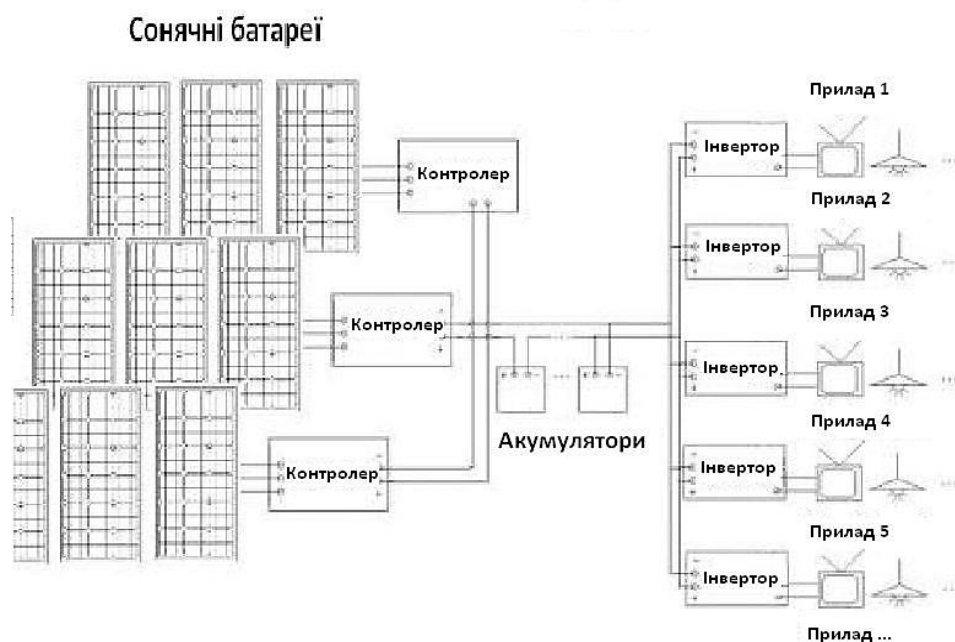 Сонячні батареї
Прилад 1
Контролер
Інвертор
Прилад 2
Інвертор
Прилад 3
Контролер
Інвертор
Акумулятори
Прилад 4
Контролер
Інвертор
Прилад 5
Інвертор
Прилад ...